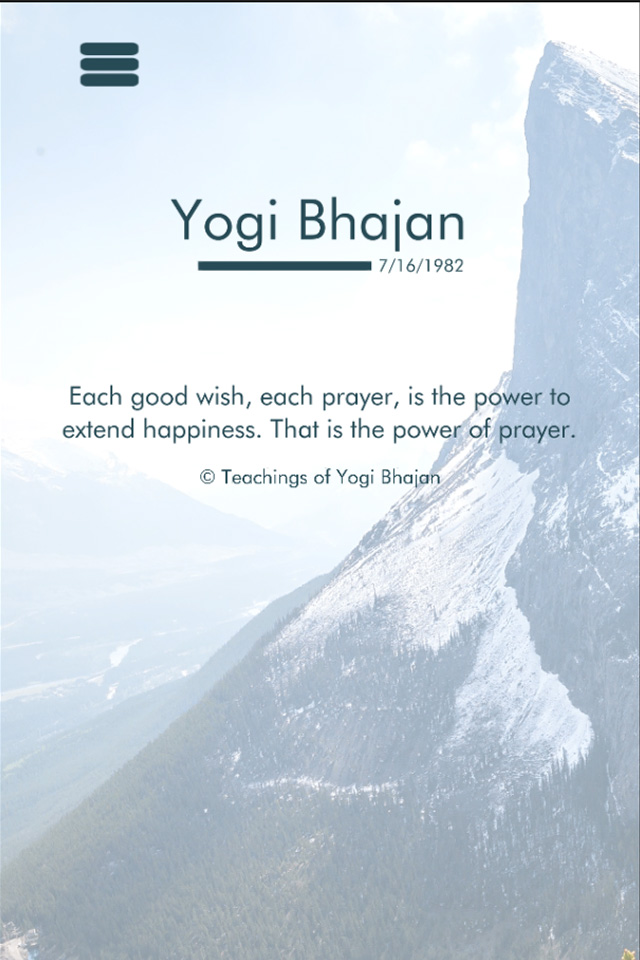 Yogi Bhajan
7/16/1982
Each good wish, each prayer, is the power to
extend happiness. That is the power of prayer.
© Teachings of Yogi Bhajan